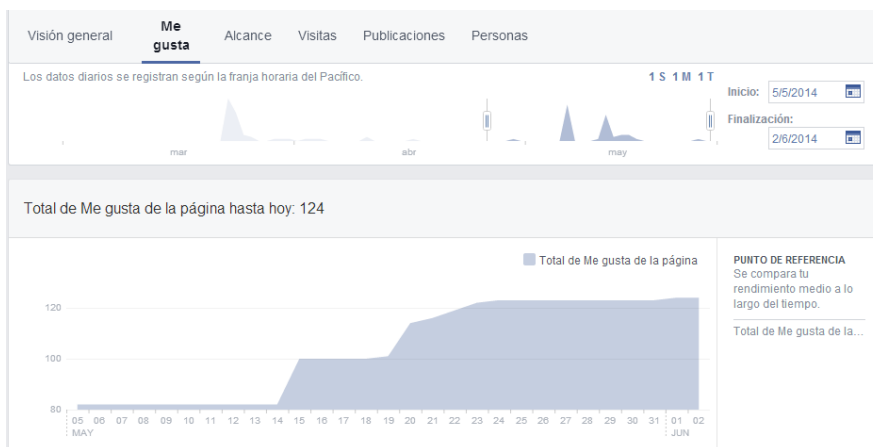 Visión general
Me gusta
Alcance
Visitas
Publicaciones
Personas
Los datos diarios se registran según la franja horaria del Pacífico.
1 S 1 M 1 T
Inicio: 5/5/2014
Finalización:
2/6/2014
mar
abr
may
Total de Me gusta de la página hasta hoy: 124
Total de Me gusta de la página
PUNTO DE REFERENCIA
Se compara tu
rendimiento medio a lo
largo del tiempo.
Total de Me gusta de la...
120
100
80
05 06 07 08 09 10 11 12 13 14 15 16 17 18 19 20 21 22 23 24 25 26 27 28 29 30 31 01 02
MAY JUN